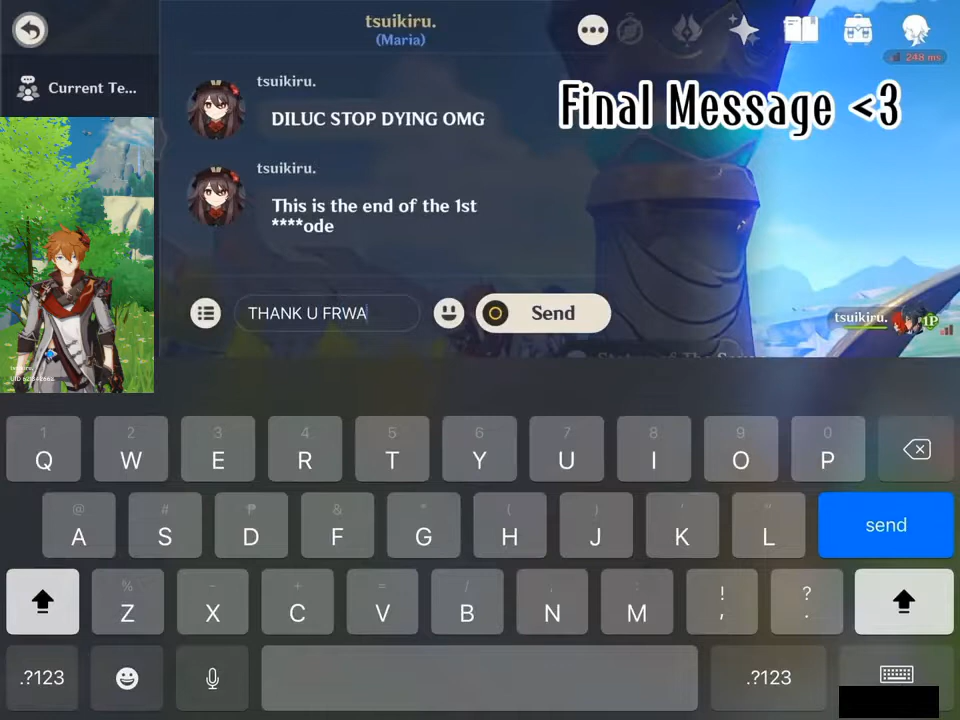 tsuikiru.
(Maria)
Current Te...
248 ms
tsuikiru.
DILUC STOP DYING OMG
Final Message <3
tsuikiru.
This is the end of the 1st
****ode
THANK U FRWA
Send
tsuikiru.
1P
1 2 3 4 5 6 7 8 9 0
Q W E R T Y U I O P
@ # ₱ & * ( ) ' "
A S D F G H J K L
send
% - + = / ; :
Z X C V B N M ! , ? .
.?123
.?123